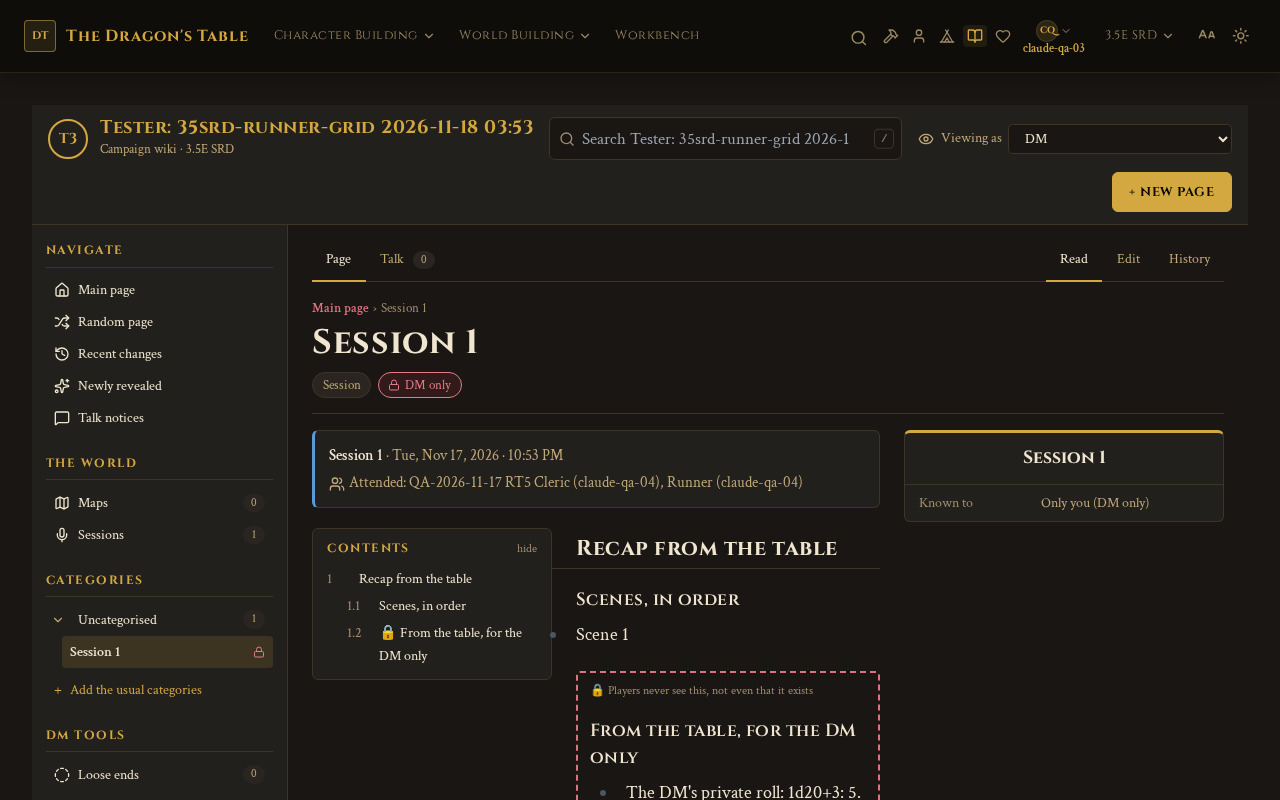 DT The Dragon's Table Character Building World Building Workbench CQ claude-qa-03 3.5E SRD AA
T3 Tester: 35srd-runner-grid 2026-11-18 03:53
Campaign wiki · 3.5E SRD
Search Tester: 35srd-runner-grid 2026-1 /
Viewing as DM
+ NEW PAGE
NAVIGATE
Main page
Random page
Recent changes
Newly revealed
Talk notices
THE WORLD
Maps 0
Sessions 1
CATEGORIES
Uncategorised 1
Session 1
+ Add the usual categories
DM TOOLS
Loose ends 0
Page Talk 0 Read Edit History
Main page › Session 1
Session 1
Session DM only
Session 1 · Tue, Nov 17, 2026 · 10:53 PM
Attended: QA-2026-11-17 RT5 Cleric (claude-qa-04), Runner (claude-qa-04)
CONTENTS hide
1 Recap from the table
1.1 Scenes, in order
1.2 🔒 From the table, for the
DM only
Recap from the table
Scenes, in order
Scene 1
🔒 Players never see this, not even that it exists
From the table, for the DM
only
The DM's private roll: 1d20+3: 5.
Session 1
Known to Only you (DM only)